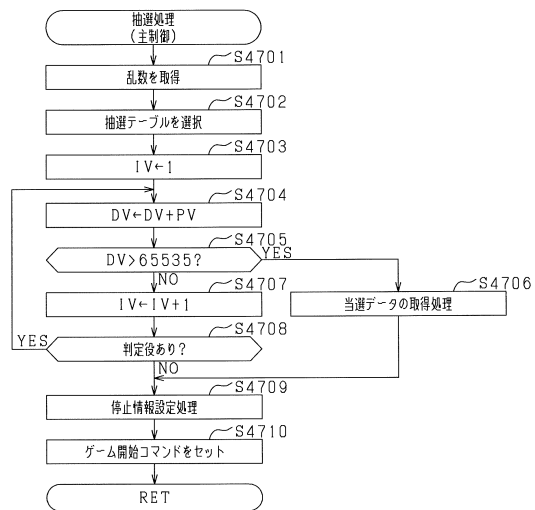 抽選処理
(主制御)
S4701
乱数を取得
S4702
抽選テーブルを選択
S4703
IV←1
S4704
DV←DV+PV
S4705
DV>65535?
YES
NO
S4706
当選データの取得処理
S4707
IV←IV+1
S4708
判定役あり?
YES
NO
S4709
停止情報設定処理
S4710
ゲーム開始コマンドをセット
RET